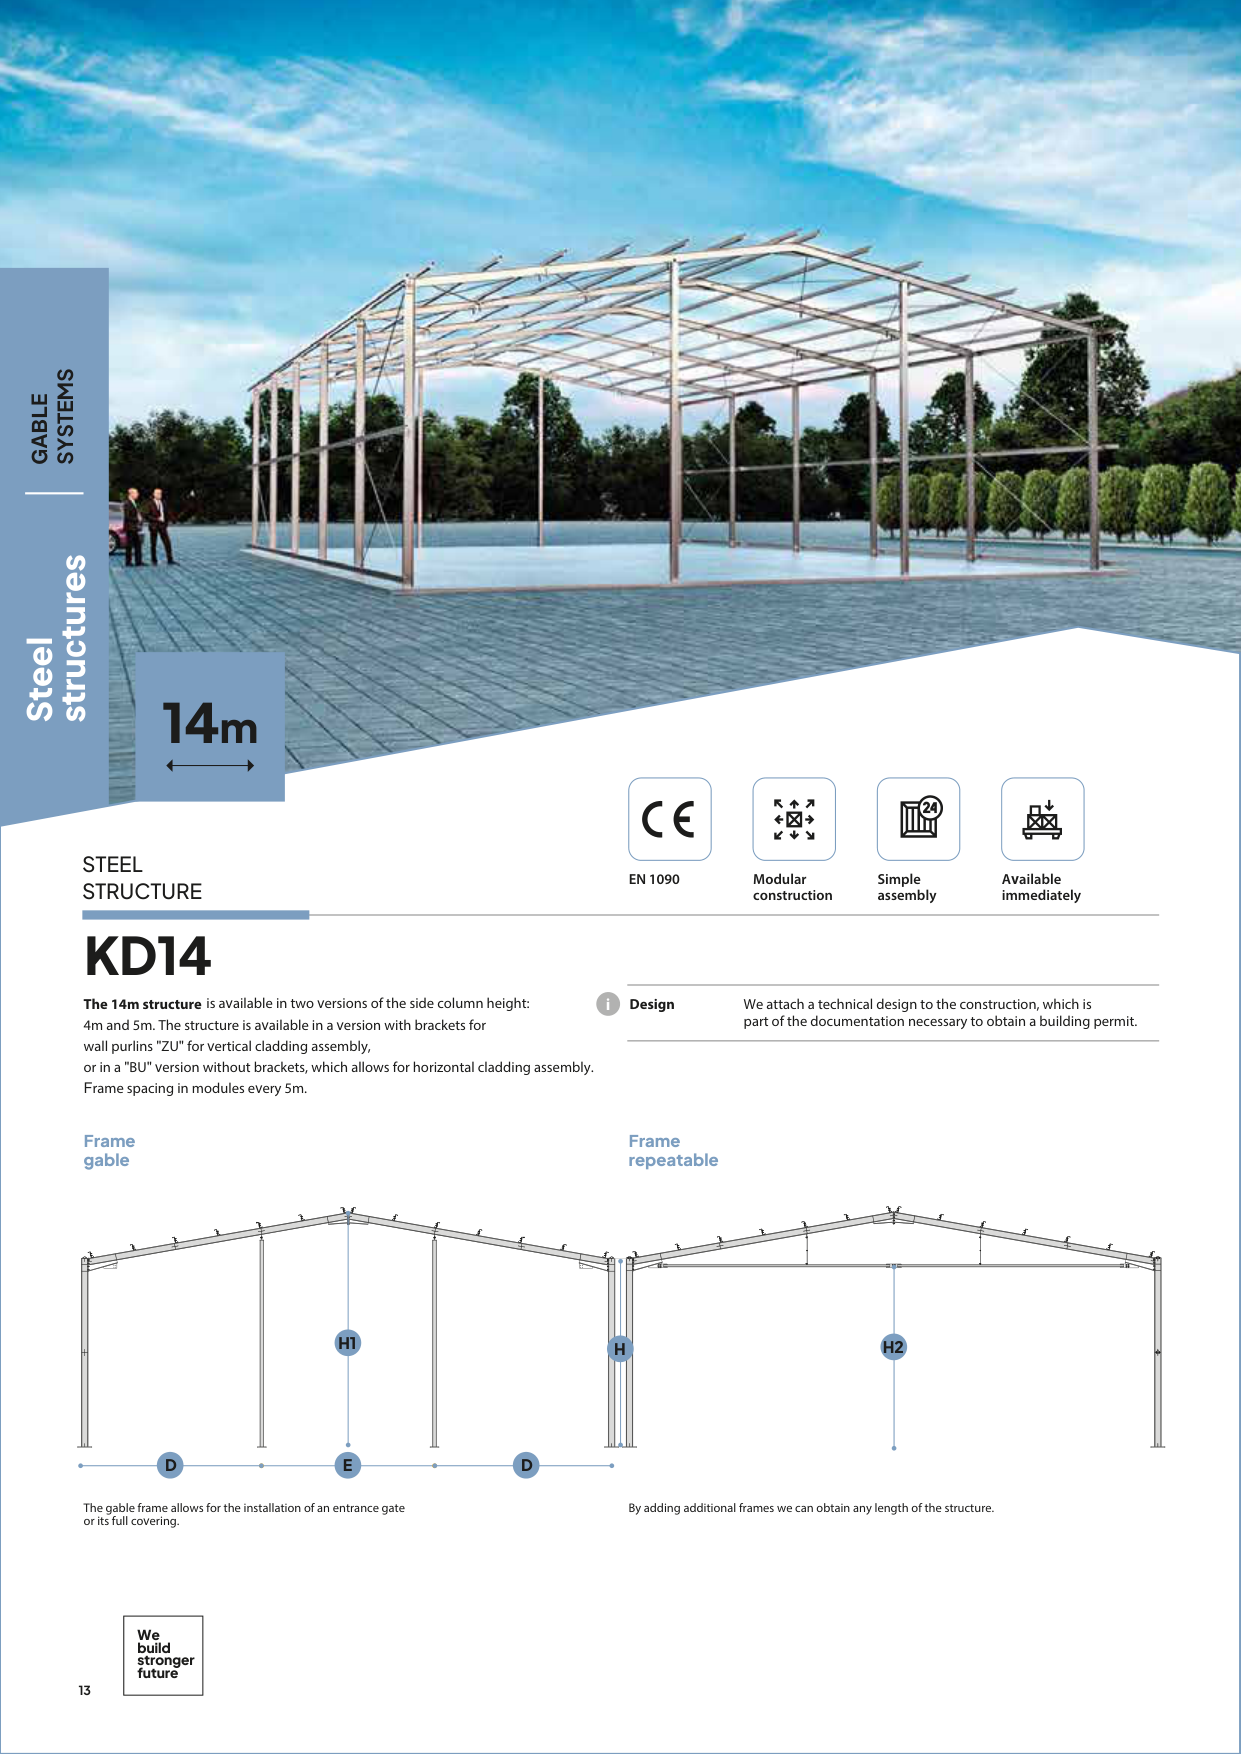 GABLE
SYSTEMS
Steel
structures
14m
CE
24
EN 1090
Modular
construction
Simple
assembly
Available
immediately
STEEL
STRUCTURE
KD14
The 14m structure is available in two versions of the side column height:
4m and 5m. The structure is available in a version with brackets for
wall purlins "ZU" for vertical cladding assembly,
or in a "BU" version without brackets, which allows for horizontal cladding assembly.
Frame spacing in modules every 5m.
i
Design
We attach a technical design to the construction, which is
part of the documentation necessary to obtain a building permit.
Frame
gable
Frame
repeatable
H1
H
H2
D
E
D
The gable frame allows for the installation of an entrance gate
or its full covering.
By adding additional frames we can obtain any length of the structure.
We
build
stronger
future
13